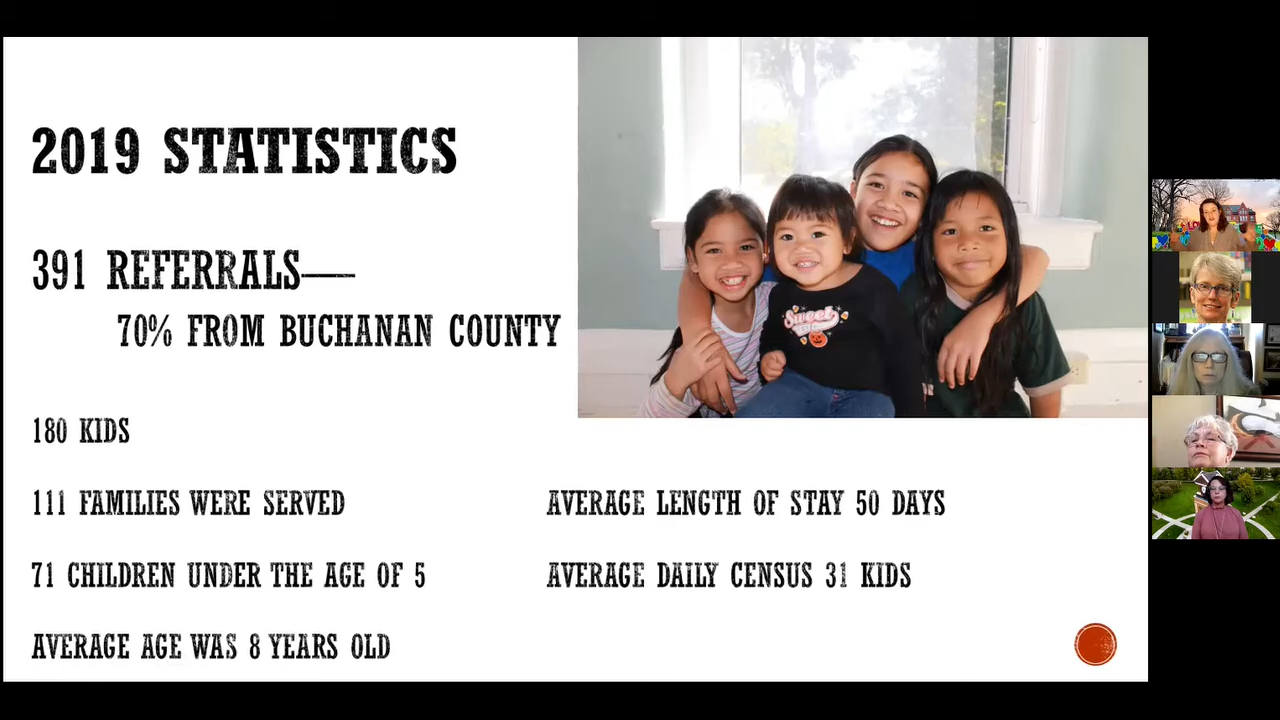 2019 STATISTICS
391 REFERRALS—
70% FROM BUCHANAN COUNTY
180 KIDS
111 FAMILIES WERE SERVED
71 CHILDREN UNDER THE AGE OF 5
AVERAGE AGE WAS 8 YEARS OLD
AVERAGE LENGTH OF STAY 50 DAYS
AVERAGE DAILY CENSUS 31 KIDS
Sweet